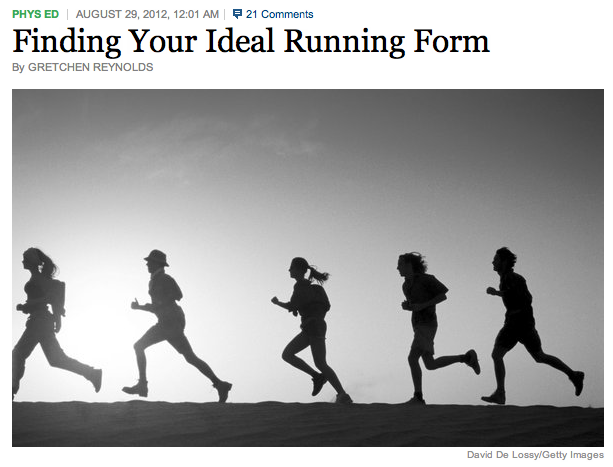 PHYS ED | AUGUST 29, 2012, 12:01 AM | 21 Comments
Finding Your Ideal Running Form
By GRETCHEN REYNOLDS
David De Lossy/Getty Images